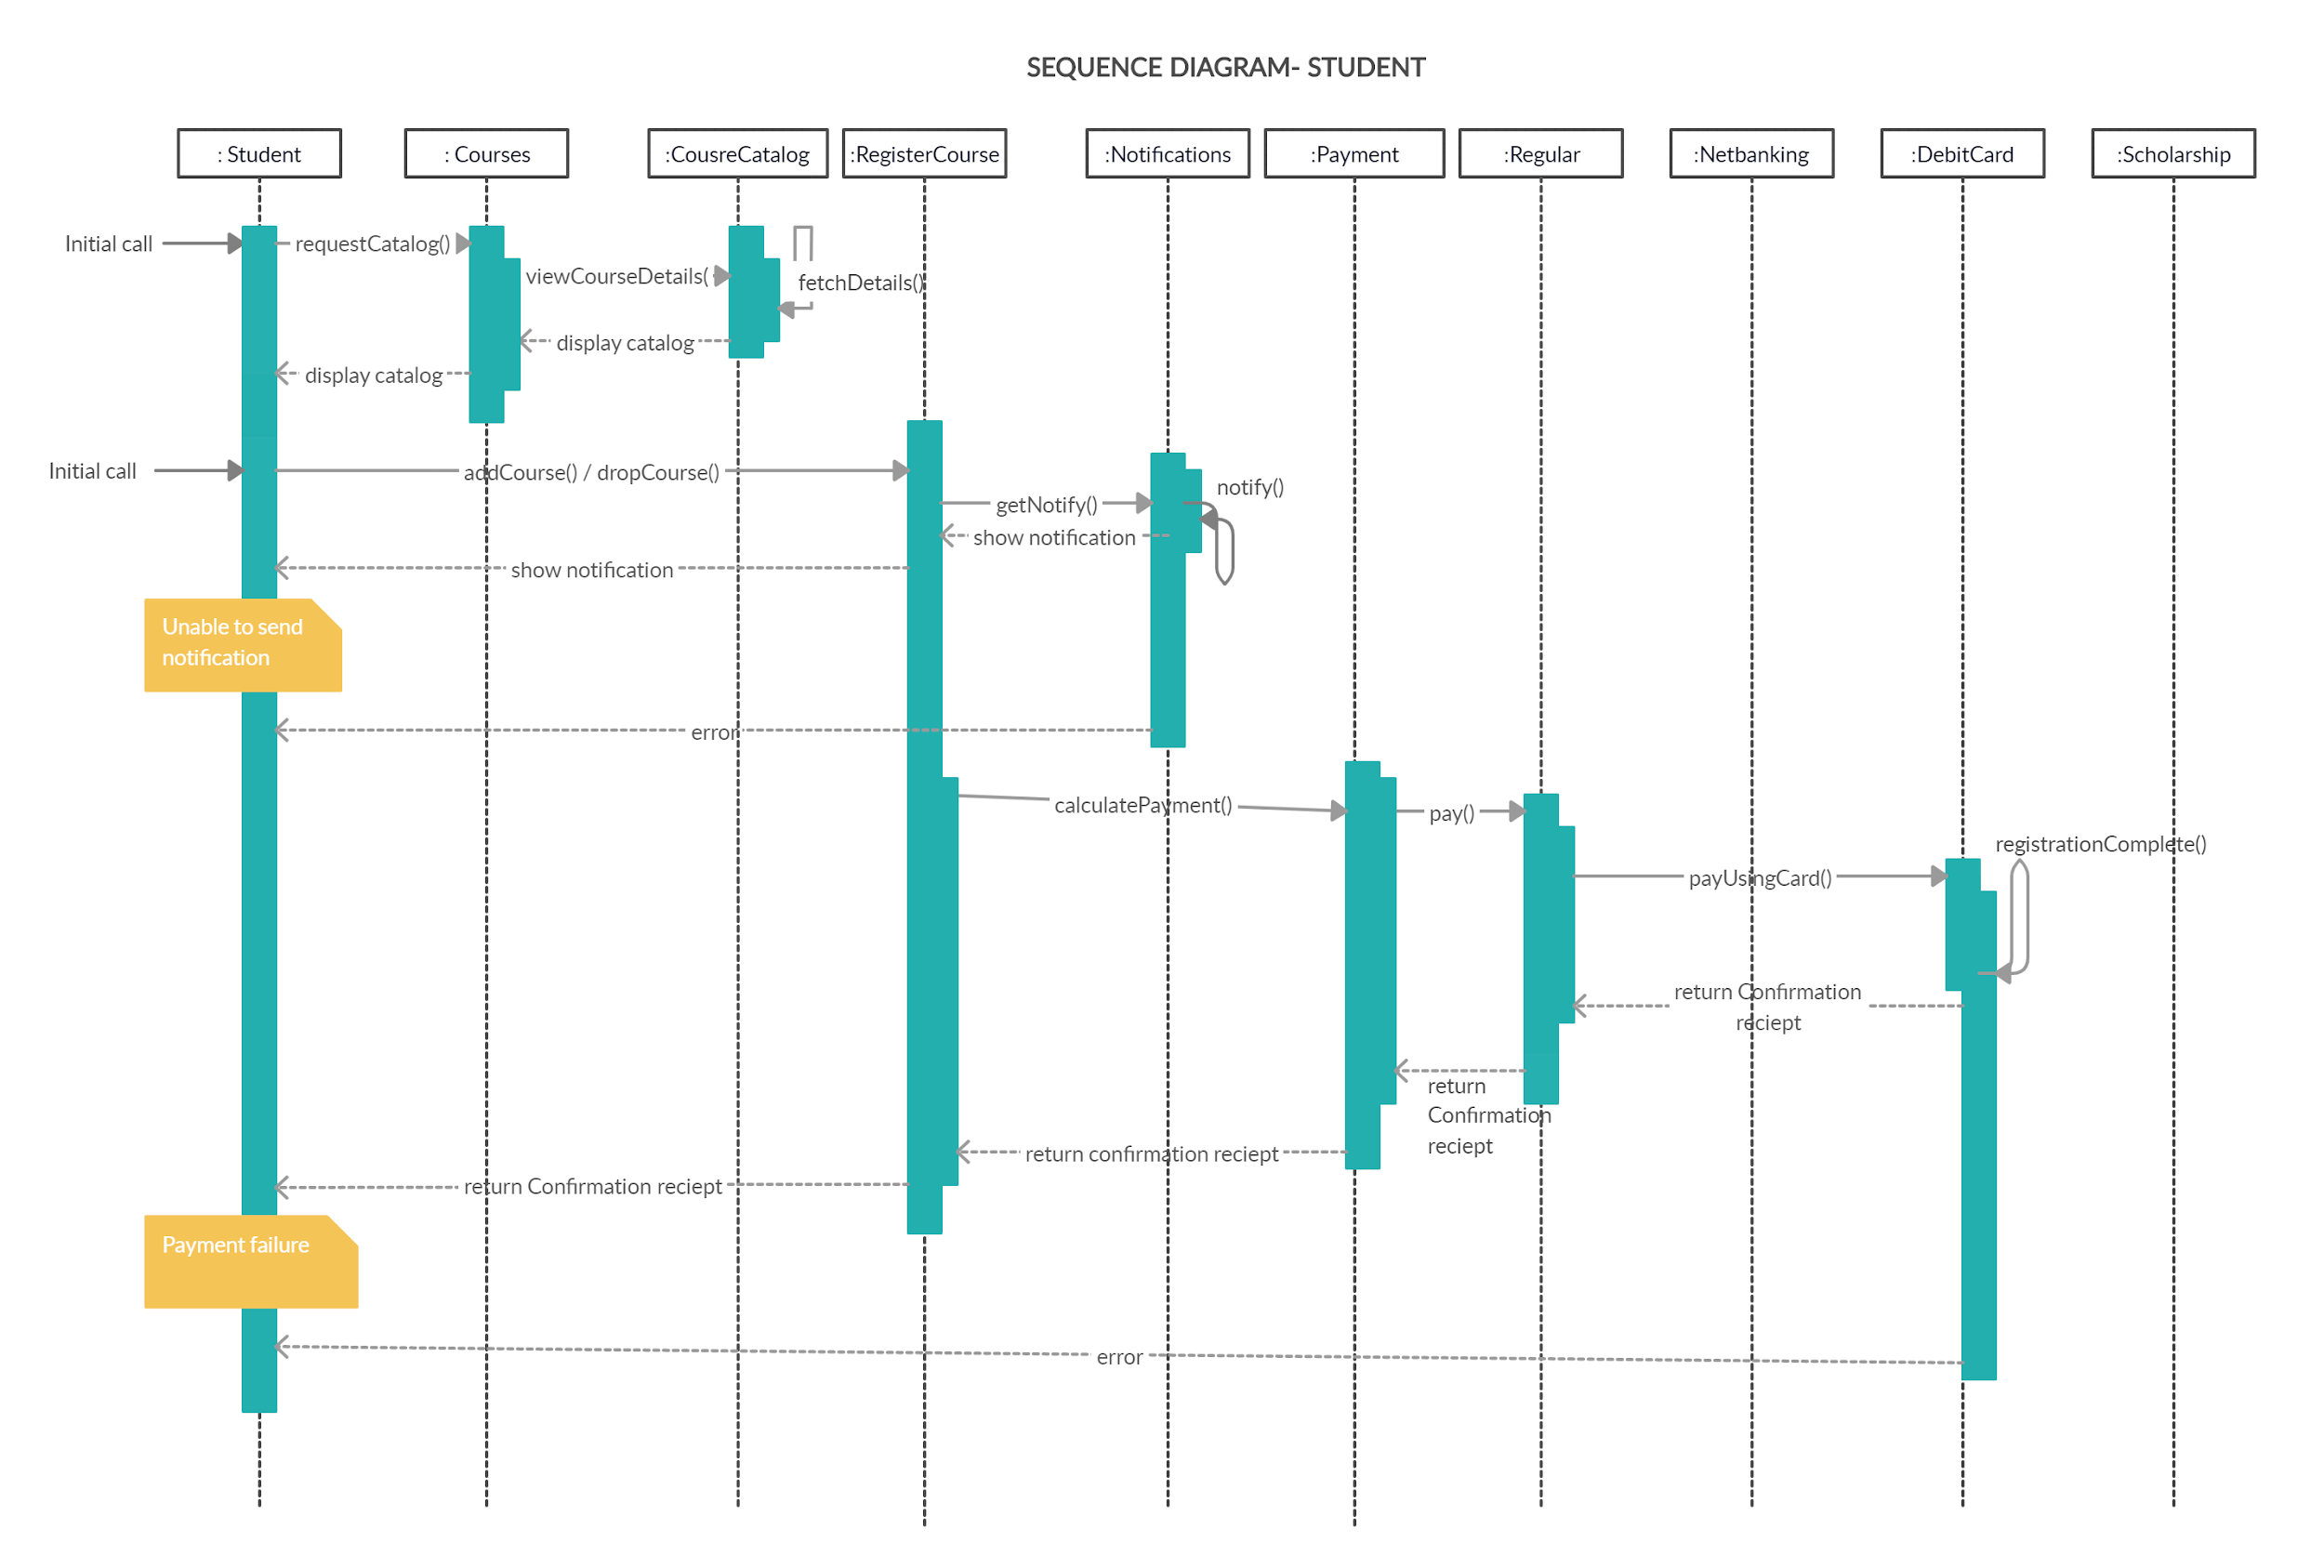 SEQUENCE DIAGRAM- STUDENT
: Student
: Courses
:CousreCatalog
:RegisterCourse
:Notifications
:Payment
:Regular
:Netbanking
:DebitCard
:Scholarship
Initial call
requestCatalog()
viewCourseDetails(
fetchDetails()
display catalog
display catalog
Initial call
addCourse() / dropCourse()
notify()
getNotify()
show notification
show notification
Unable to send
notification
error
calculatePayment()
pay()
registrationComplete()
payUsingCard()
return Confirmation
reciept
return
Confirmation
reciept
return confirmation reciept
return Confirmation reciept
Payment failure
error